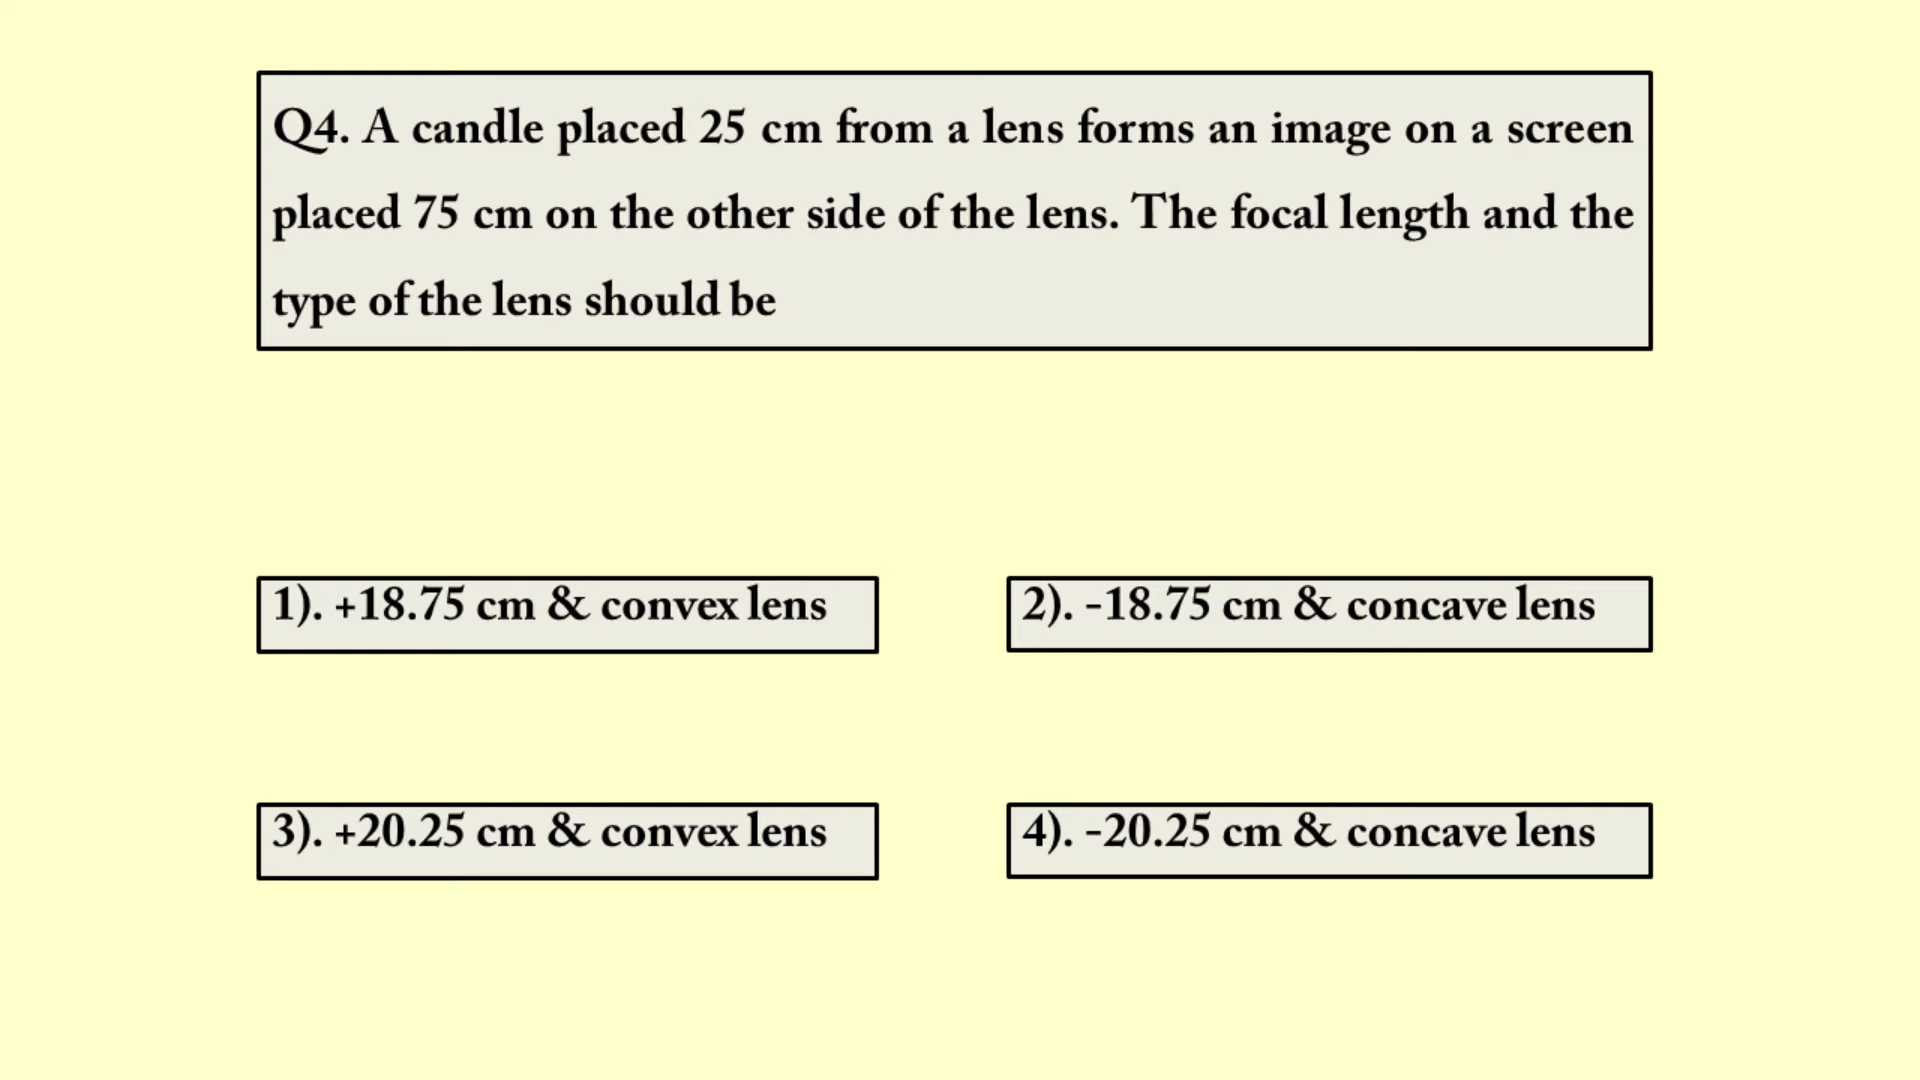 Q4. A candle placed 25 cm from a lens forms an image on a screen
placed 75 cm on the other side of the lens. The focal length and the
type of the lens should be
1). +18.75 cm & convex lens
2). -18.75 cm & concave lens
3). +20.25 cm & convex lens
4). -20.25 cm & concave lens